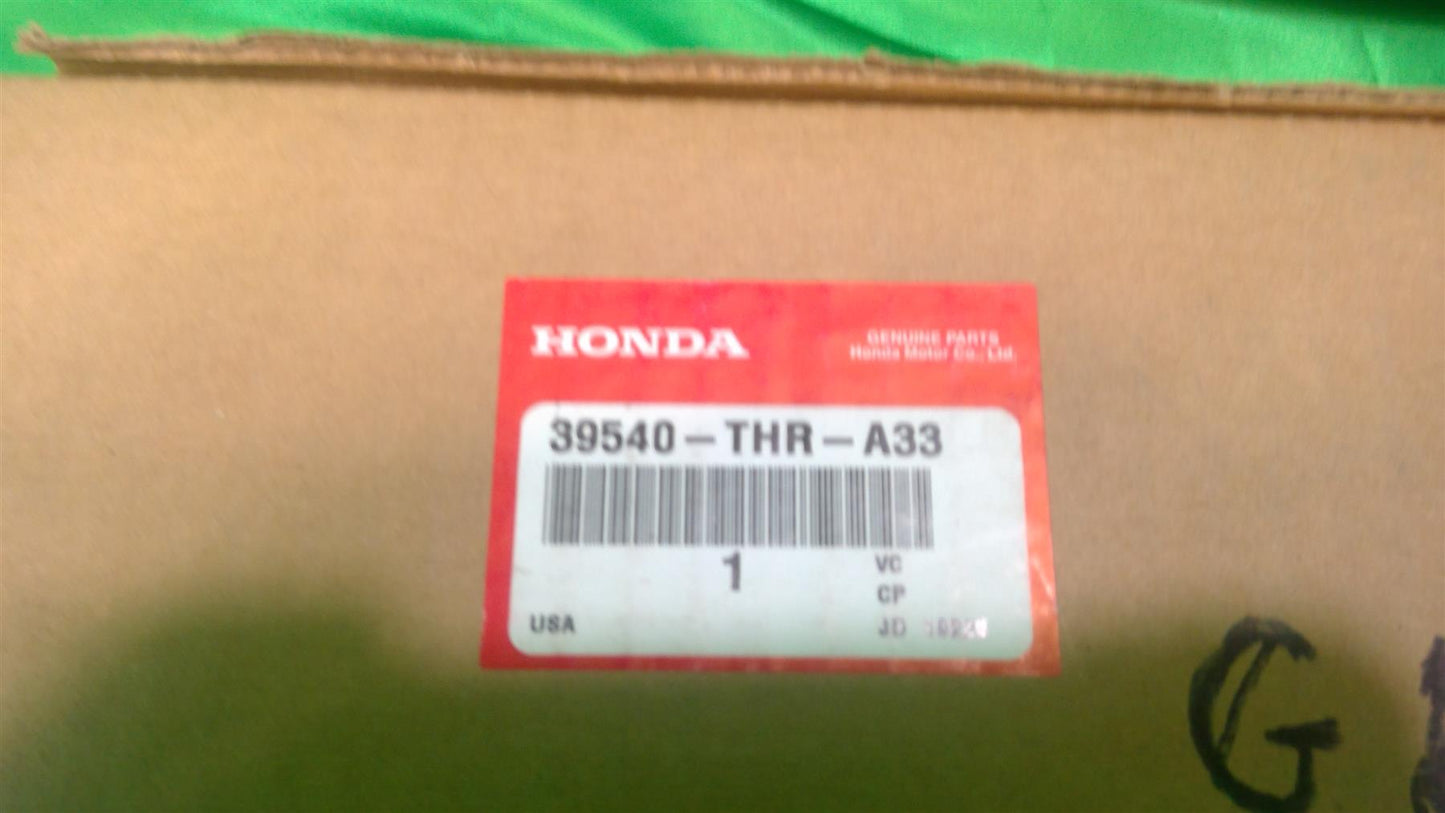 HONDA
GENUINE PARTS
Honda Motor Co., Ltd.
39540-THR-A33
1
VC
CP
USA
JD
G